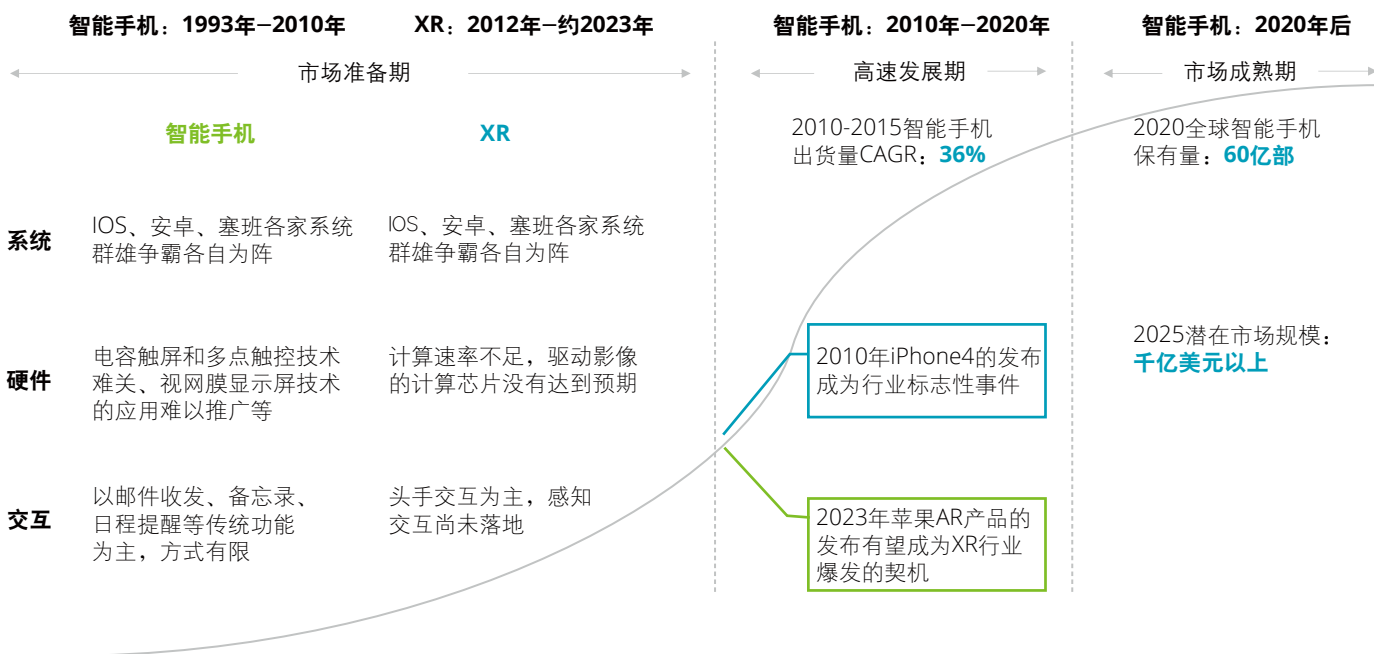 智能手机：1993年—2010年
XR：2012年—约2023年
智能手机：2010年—2020年
智能手机：2020年后
市场准备期
高速发展期
市场成熟期
智能手机
XR
2010-2015智能手机
出货量CAGR：36%
2020全球智能手机
保有量：60亿部
系统
IOS、安卓、塞班各家系统
群雄争霸各自为阵
IOS、安卓、塞班各家系统
群雄争霸各自为阵
硬件
电容触屏和多点触控技术
难关、视网膜显示屏技术
的应用难以推广等
计算速率不足，驱动影像
的计算芯片没有达到预期
2010年iPhone4的发布
成为行业标志性事件
2025潜在市场规模：
千亿美元以上
交互
以邮件收发、备忘录、
日程提醒等传统功能
为主，方式有限
头手交互为主，感知
交互尚未落地
2023年苹果AR产品的
发布有望成为XR行业
爆发的契机